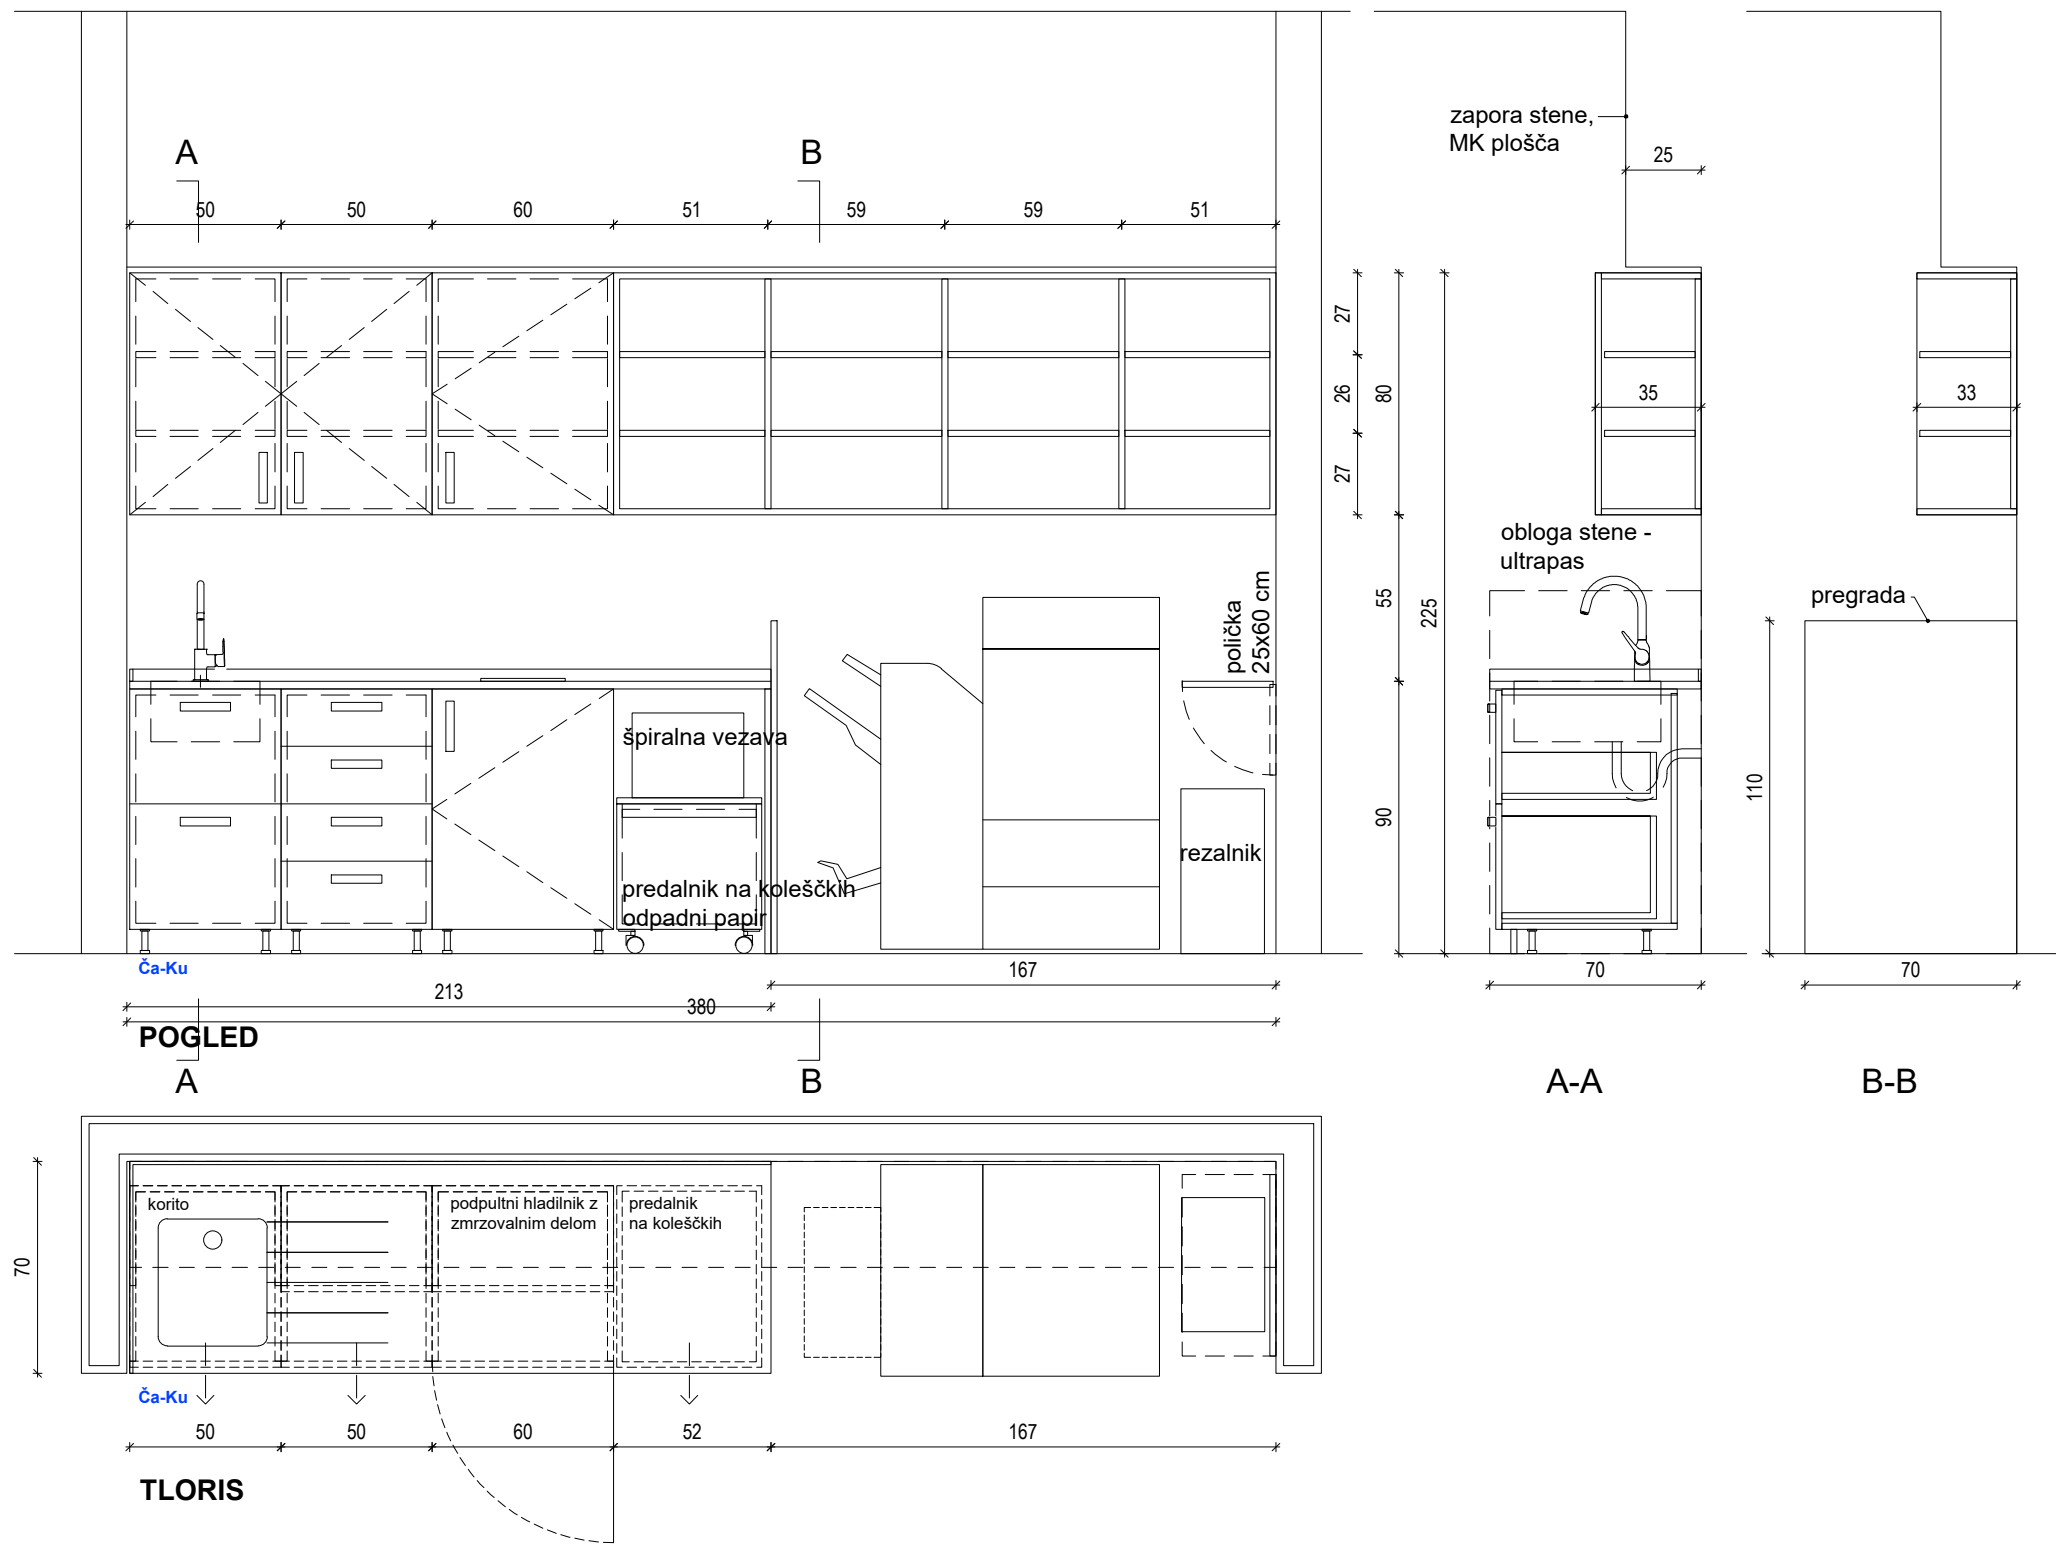 zapora stene,
MK plošča
25
A
B
50
50
60
51
59
59
51
27
26
27
80
55
90
225
35
33
obloga stene -
ultrapas
pregrada
110
polička
25x60 cm
špiralna vezava
rezalnik
predalnik na koleščkih
odpadni papir
Ča-Ku
213
167
380
70
70
POGLED
A
B
A-A
B-B
korito
podpultni hladilnik z
zmrzovalnim delom
predalnik
na koleščkih
70
Ča-Ku
50
50
60
52
167
TLORIS